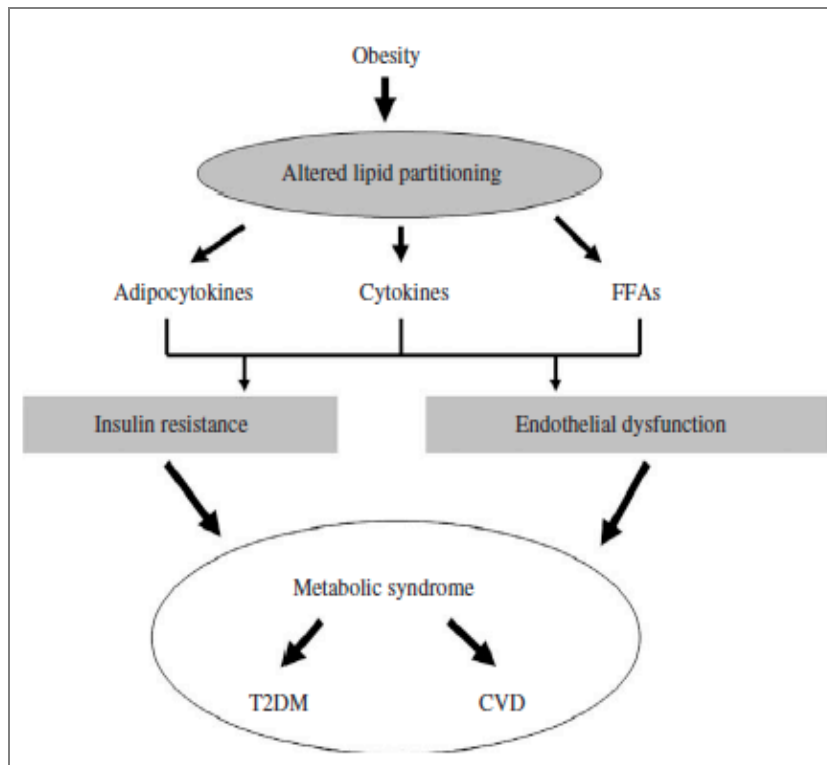 Obesity
Altered lipid partitioning
Adipocytokines Cytokines FFAs
Insulin resistance Endothelial dysfunction
Metabolic syndrome
T2DM CVD